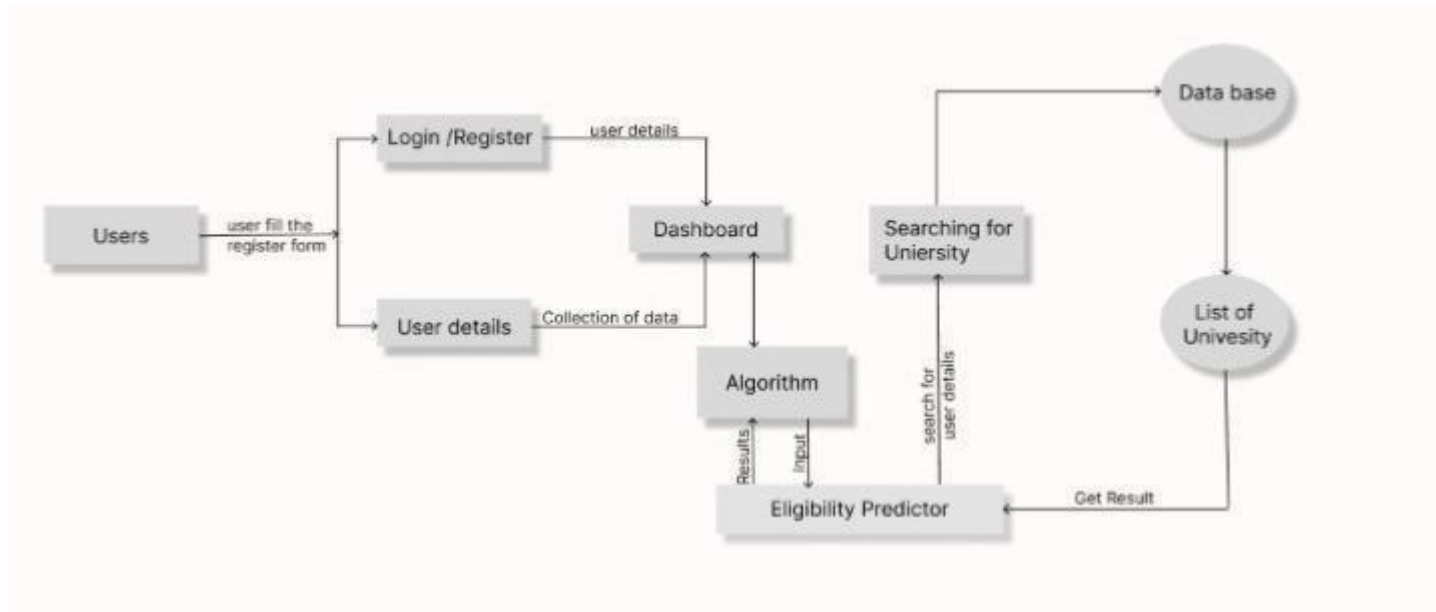 Users
user fill the
register form
Login /Register
user details
User details
Collection of data
Dashboard
Algorithm
Results
input
Eligibility Predictor
search for
user details
Searching for
Uniersity
Data base
List of
Univesity
Get Result